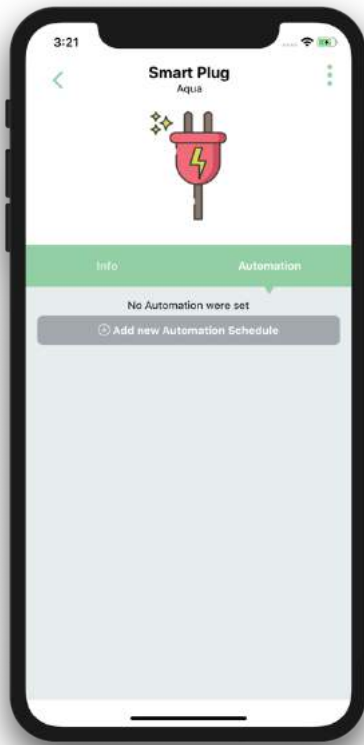 3:21
Smart Plug
Aqua
Info Automation
No Automation were set
Add new Automation Schedule